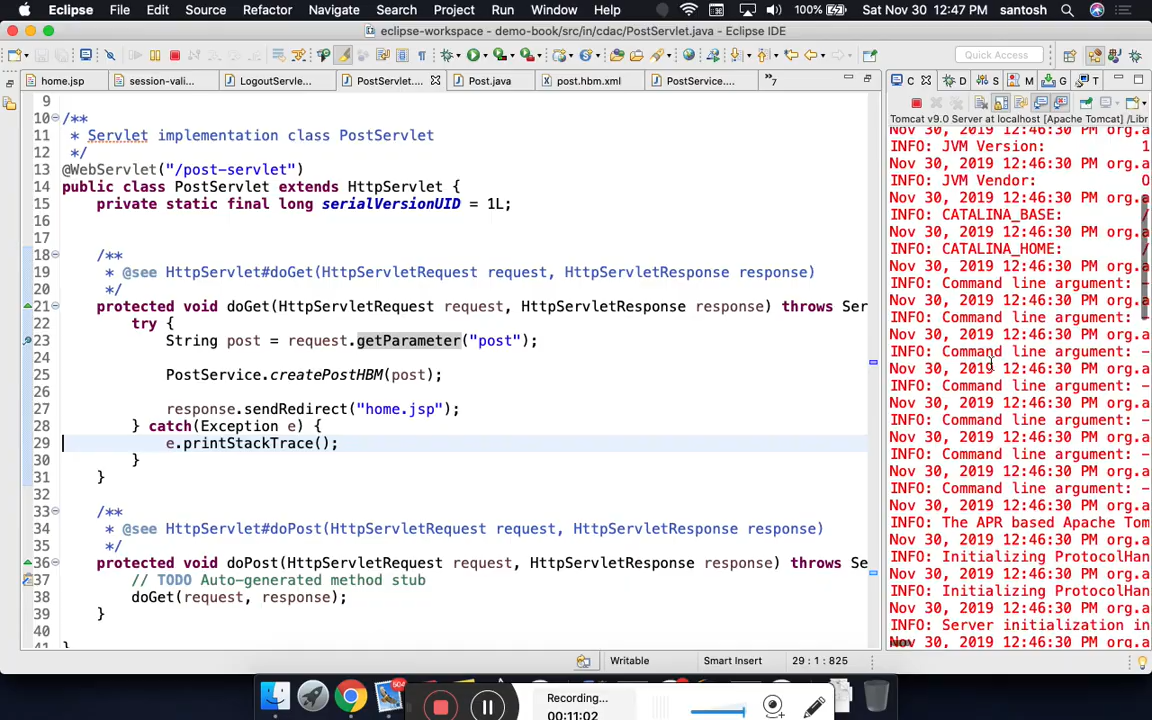 Eclipse File Edit Source Refactor Navigate Search Project Run Window Help 100% Sat Nov 30 12:47 PM santosh
eclipse-workspace - demo-book/src/in/cdac/PostServlet.java - Eclipse IDE
Quick Access
home.jsp session-vali... LogoutServle... PostServlet.... Post.java post.hbm.xml PostService.... »7
9
10 /**
11 * Servlet implementation class PostServlet
12 */
13 @WebServlet("/post-servlet")
14 public class PostServlet extends HttpServlet {
15 private static final long serialVersionUID = 1L;
16
17
18 /**
19 * @see HttpServlet#doGet(HttpServletRequest request, HttpServletResponse response)
20 */
21 protected void doGet(HttpServletRequest request, HttpServletResponse response) throws Ser
22 try {
23 String post = request.getParameter("post");
24
25 PostService.createPostHBM(post);
26
27 response.sendRedirect("home.jsp");
28 } catch(Exception e) {
29 e.printStackTrace();
30 }
31 }
32
33 /**
34 * @see HttpServlet#doPost(HttpServletRequest request, HttpServletResponse response)
35 */
36 protected void doPost(HttpServletRequest request, HttpServletResponse response) throws Se
37 // TODO Auto-generated method stub
38 doGet(request, response);
39 }
40
41 }
C D S M G T
Tomcat v9.0 Server at localhost [Apache Tomcat] /Libr
Nov 30, 2019 12:46:30 PM org.a
INFO: JVM Version: 1
Nov 30, 2019 12:46:30 PM org.a
INFO: JVM Vendor: O
Nov 30, 2019 12:46:30 PM org.a
INFO: CATALINA_BASE: /
Nov 30, 2019 12:46:30 PM org.a
INFO: CATALINA_HOME: /
Nov 30, 2019 12:46:30 PM org.a
INFO: Command line argument: -
Nov 30, 2019 12:46:30 PM org.a
INFO: Command line argument: -
Nov 30, 2019 12:46:30 PM org.a
INFO: Command line argument: -
Nov 30, 2019 12:46:30 PM org.a
INFO: Command line argument: -
Nov 30, 2019 12:46:30 PM org.a
INFO: Command line argument: -
Nov 30, 2019 12:46:30 PM org.a
INFO: Command line argument: -
Nov 30, 2019 12:46:30 PM org.a
INFO: Command line argument: -
Nov 30, 2019 12:46:30 PM org.a
INFO: The APR based Apache Tom
Nov 30, 2019 12:46:30 PM org.a
INFO: Initializing ProtocolHan
Nov 30, 2019 12:46:30 PM org.a
INFO: Initializing ProtocolHan
Nov 30, 2019 12:46:30 PM org.a
INFO: Server initialization in
Nov 30, 2019 12:46:30 PM org.a
Writable Smart Insert 29 : 1 : 825
504
Recording...
00:11:02